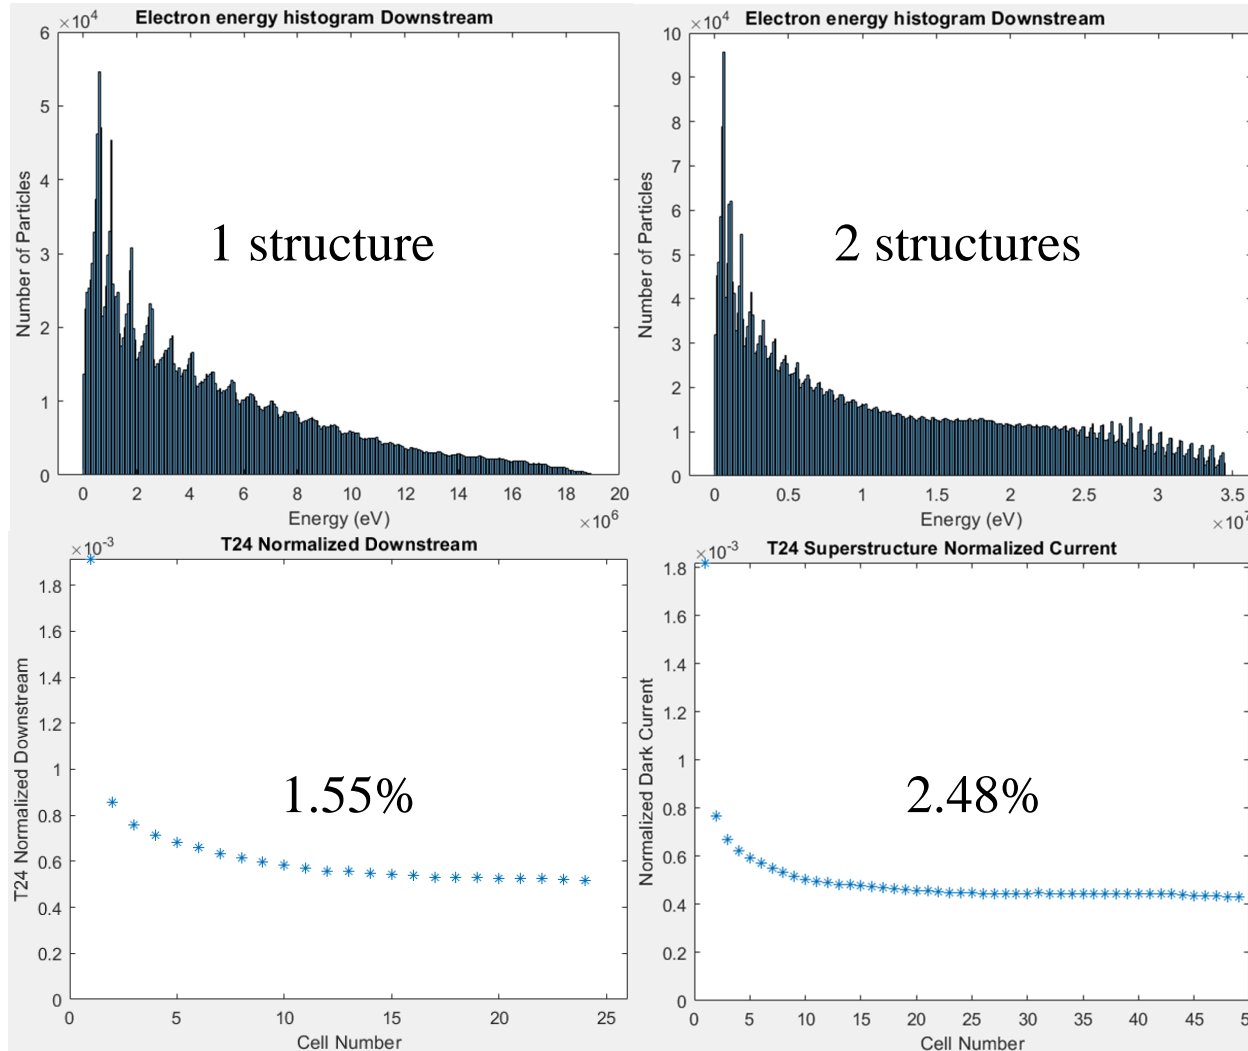 Electron energy histogram Downstream
×10⁴
6
5
4
3
2
1
0
Number of Particles
1 structure
0 2 4 6 8 10 12 14 16 18 20
Energy (eV)
×10⁶
Electron energy histogram Downstream
×10⁴
10
9
8
7
6
5
4
3
2
1
0
Number of Particles
2 structures
0 0.5 1 1.5 2 2.5 3 3.5
Energy (eV)
×10⁷
T24 Normalized Downstream
×10⁻³
1.8
1.6
1.4
1.2
1
0.8
0.6
0.4
0.2
0
T24 Normalized Downstream
1.55%
0 5 10 15 20 25
Cell Number
T24 Superstructure Normalized Current
×10⁻³
1.8
1.6
1.4
1.2
1
0.8
0.6
0.4
0.2
0
Normalized Dark Current
2.48%
0 5 10 15 20 25 30 35 40 45
Cell Number